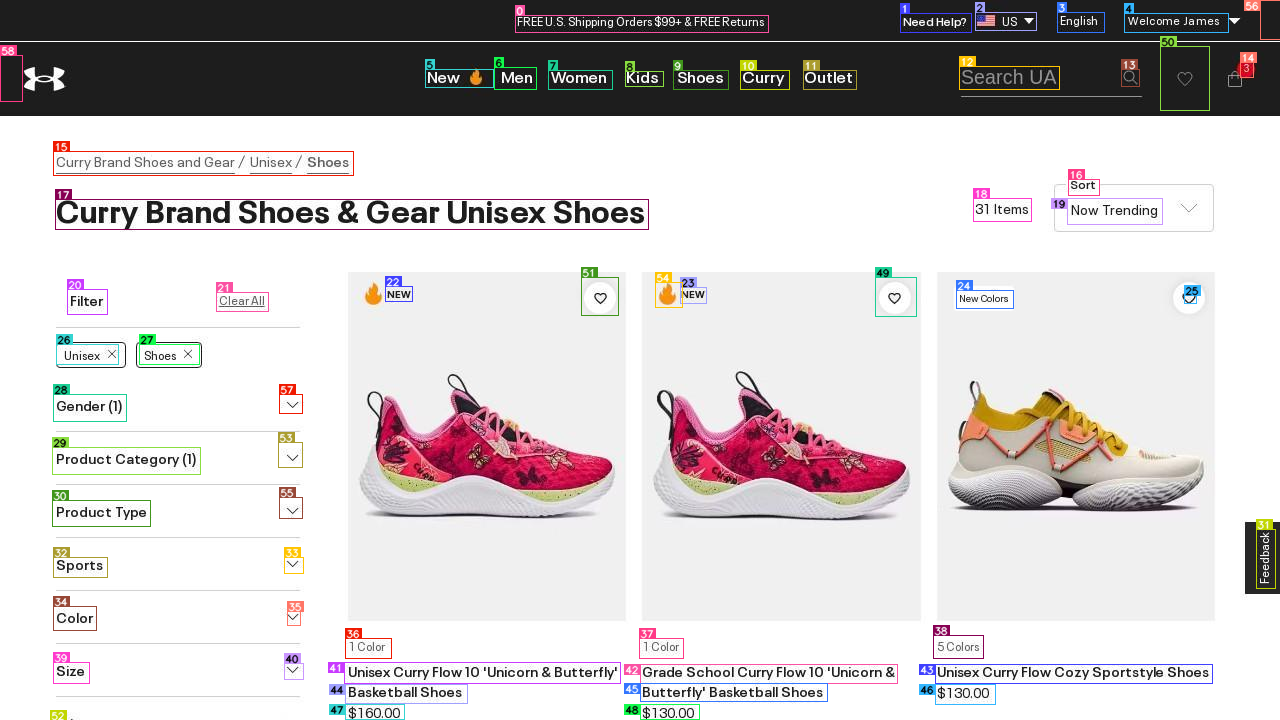 FREE U.S. Shipping Orders $99+ & FREE Returns
Need Help?
US
English
Welcome James
New
Men
Women
Kids
Shoes
Curry
Outlet
Search UA
3
Curry Brand Shoes and Gear / Unisex / Shoes
Curry Brand Shoes & Gear Unisex Shoes
31 Items
Sort
Now Trending
Filter
Clear All
Unisex
Shoes
Gender (1)
Product Category (1)
Product Type
Sports
Color
Size
NEW
NEW
New Colors
1 Color
Unisex Curry Flow 10 'Unicorn & Butterfly'
Basketball Shoes
$160.00
1 Color
Grade School Curry Flow 10 'Unicorn &
Butterfly' Basketball Shoes
$130.00
5 Colors
Unisex Curry Flow Cozy Sportstyle Shoes
$130.00
Feedback
0
1
2
3
4
5
6
7
8
9
10
11
12
13
14
15
16
17
18
19
20
21
22
23
24
25
26
27
28
29
30
31
32
33
34
35
36
37
38
39
40
41
42
43
44
45
46
47
48
49
50
51
52
53
54
55
56
57
58